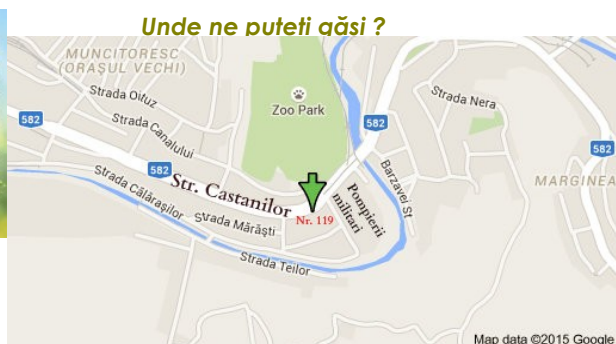 Unde ne puteti găsi ?
MUNCITORESC
(ORAȘUL VECHI)
Strada Oituz
Zoo Park
Strada Nera
582
Strada Canalului
582
582
582
Str. Castanilor
Strada Călărașilor
Strada Mărăști
Nr. 119
Pompierii
militari
Barzavei St
MARGINEA
Strada Teilor
Map data ©2015 Google